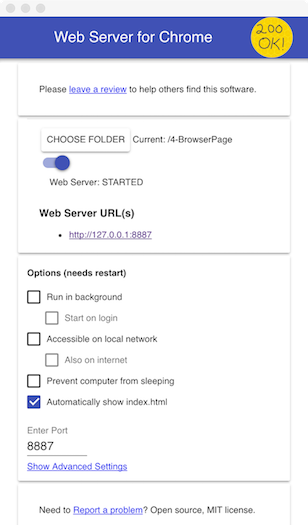 Web Server for Chrome
200
OK!
Please leave a review to help others find this software.
CHOOSE FOLDER Current: /4-BrowserPage
Web Server: STARTED
Web Server URL(s)
http://127.0.0.1:8887
Options (needs restart)
Run in background
Start on login
Accessible on local network
Also on internet
Prevent computer from sleeping
Automatically show index.html
Enter Port
8887
Show Advanced Settings
Need to Report a problem? Open source, MIT license.